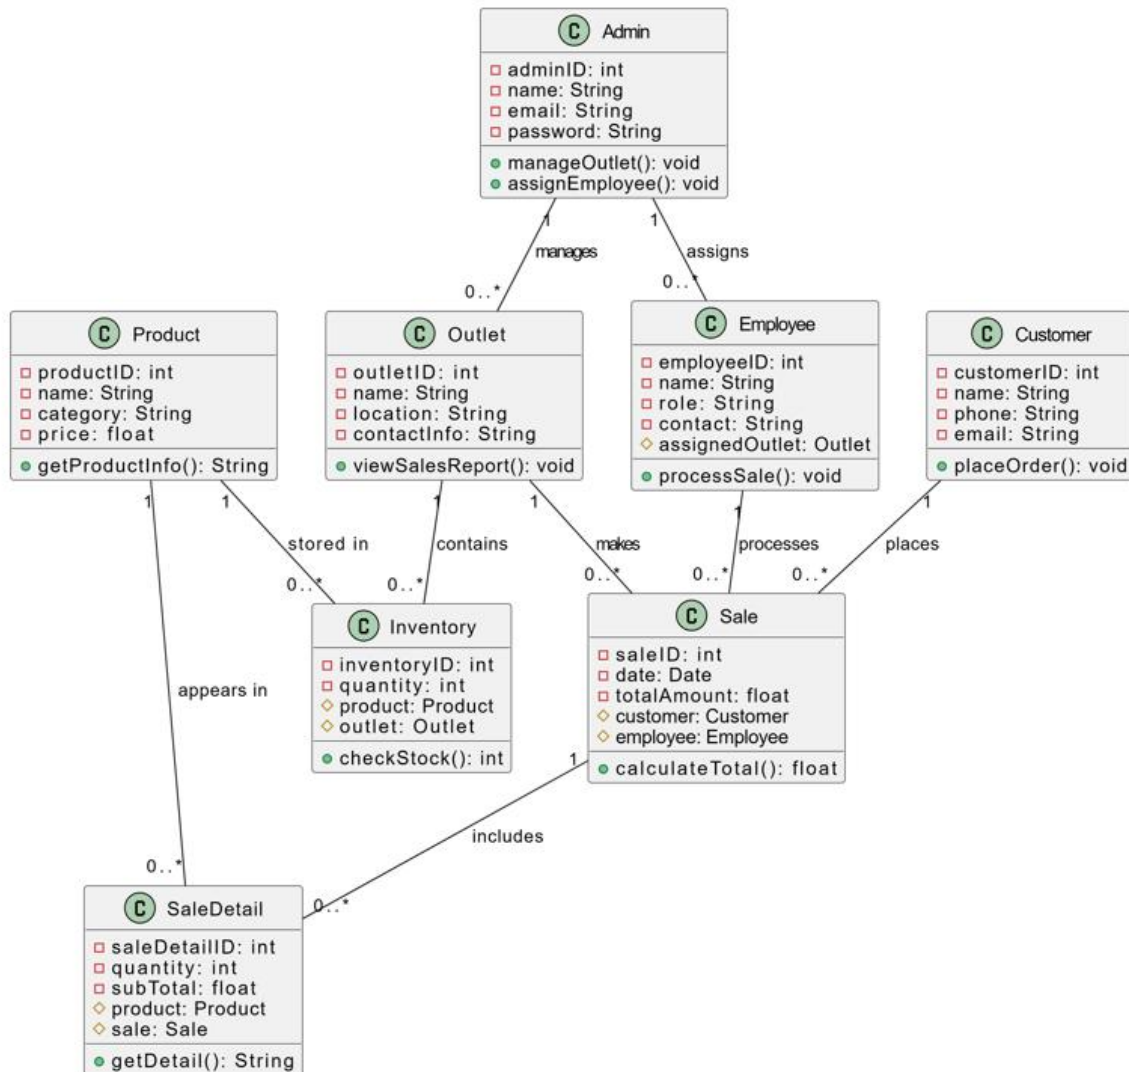 C Admin
adminID: int
name: String
email: String
password: String
manageOutlet(): void
assignEmployee(): void
1
1
manages
assigns
0..*
0..*
C Product
productID: int
name: String
category: String
price: float
getProductInfo(): String
C Outlet
outletID: int
name: String
location: String
contactInfo: String
viewSalesReport(): void
C Employee
employeeID: int
name: String
role: String
contact: String
assignedOutlet: Outlet
processSale(): void
C Customer
customerID: int
name: String
phone: String
email: String
placeOrder(): void
1
1
1
1
1
1
stored in
contains
makes
processes
places
0..*
0..*
0..*
0..*
0..*
C Inventory
inventoryID: int
quantity: int
product: Product
outlet: Outlet
checkStock(): int
C Sale
saleID: int
date: Date
totalAmount: float
customer: Customer
employee: Employee
calculateTotal(): float
appears in
1
includes
0..*
0..*
C SaleDetail
saleDetailID: int
quantity: int
subTotal: float
product: Product
sale: Sale
getDetail(): String